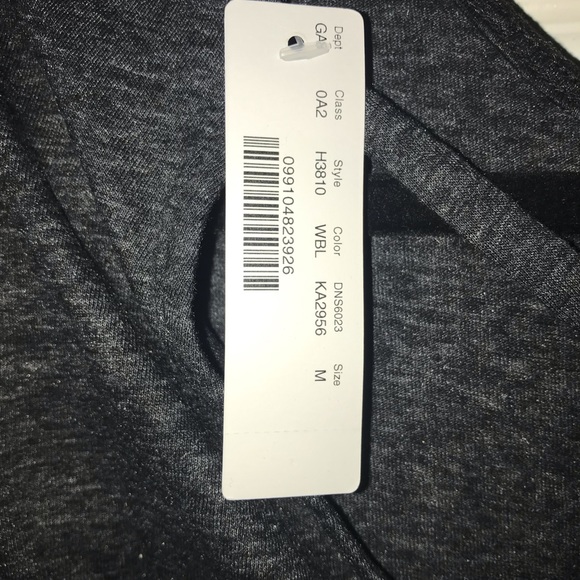 Dept Class Style Color DNS6023 Size
GA 0A2 H3810 WBL KA2956 M
099104823926